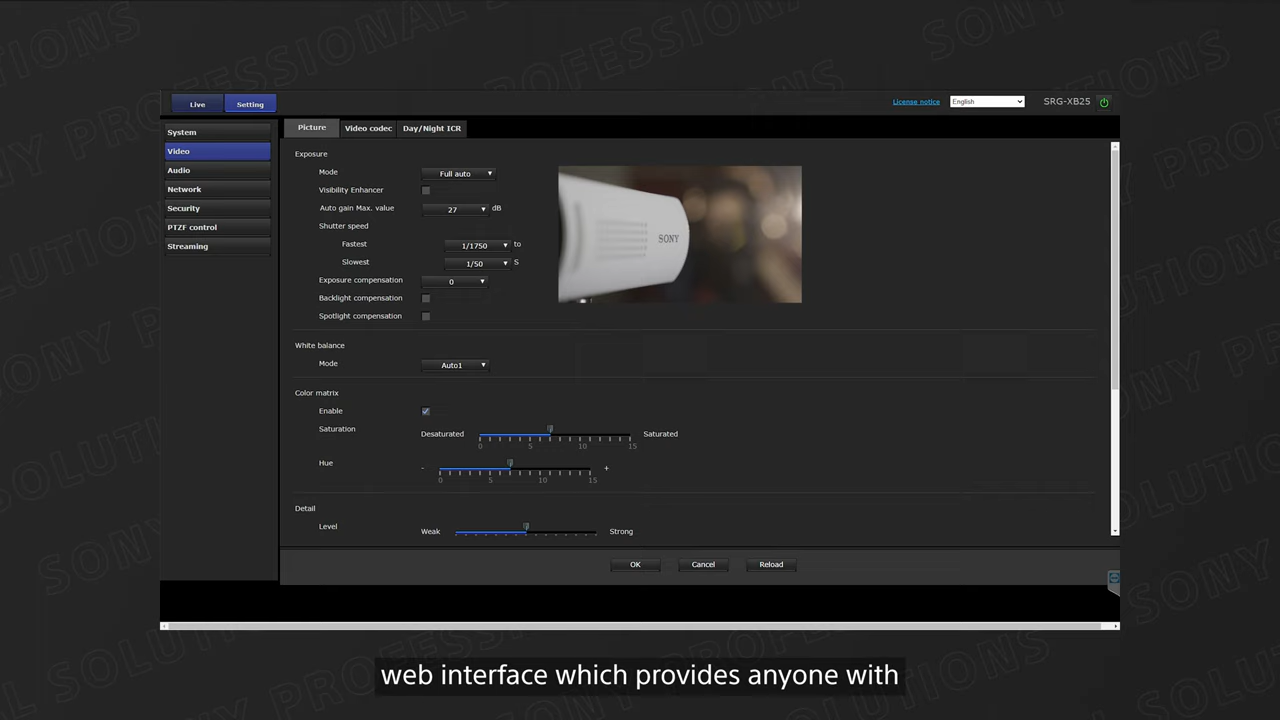 SONY PROFESSIONAL SOLUTIONS
Live
Setting
License notice
English
SRG-XB25
System
Video
Audio
Network
Security
PTZF control
Streaming
Picture
Video codec
Day/Night ICR
Exposure
Mode
Full auto
Visibility Enhancer
Auto gain Max. value
27
dB
Shutter speed
Fastest
1/1750
to
Slowest
1/50
S
Exposure compensation
0
Backlight compensation
Spotlight compensation
SONY
White balance
Mode
Auto1
Color matrix
Enable
Saturation
Desaturated
Saturated
0 5 10 15
Hue
- +
0 5 10 15
Detail
Level
Weak
Strong
OK
Cancel
Reload
web interface which provides anyone with